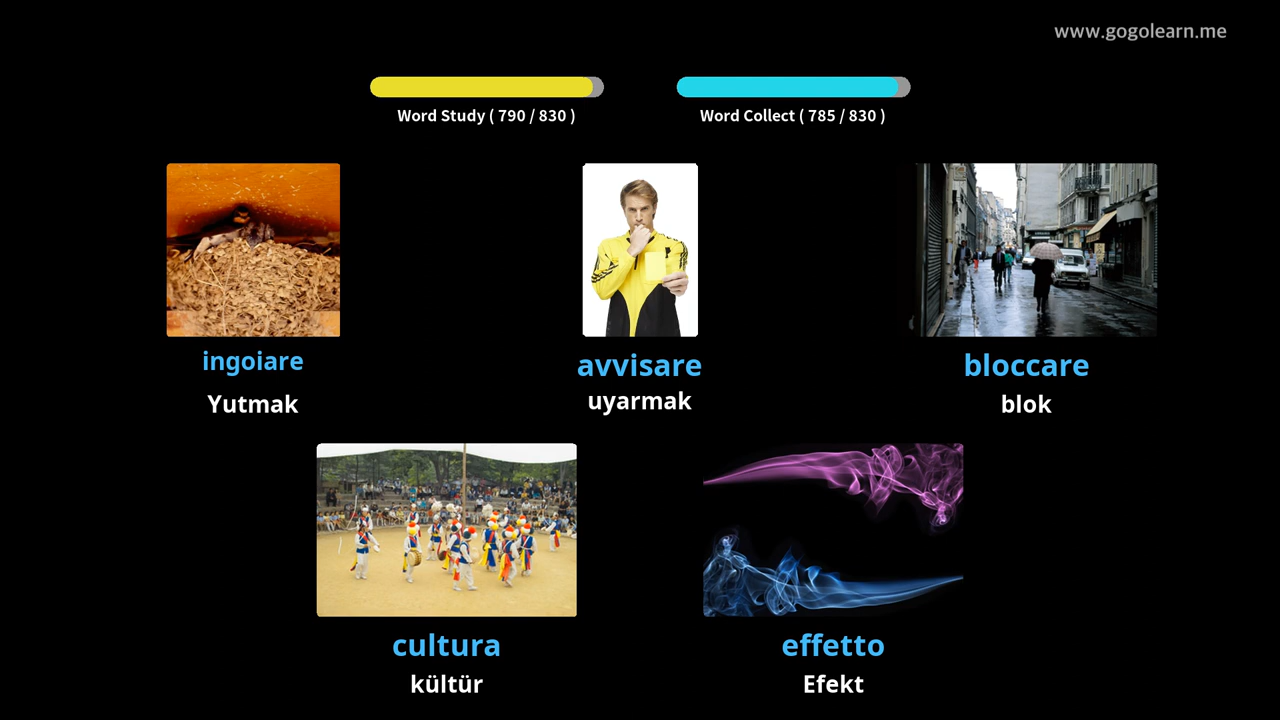 www.gogolearn.me
Word Study ( 790 / 830 )
Word Collect ( 785 / 830 )
ingoiare
Yutmak
avvisare
uyarmak
bloccare
blok
cultura
kültür
effetto
Efekt